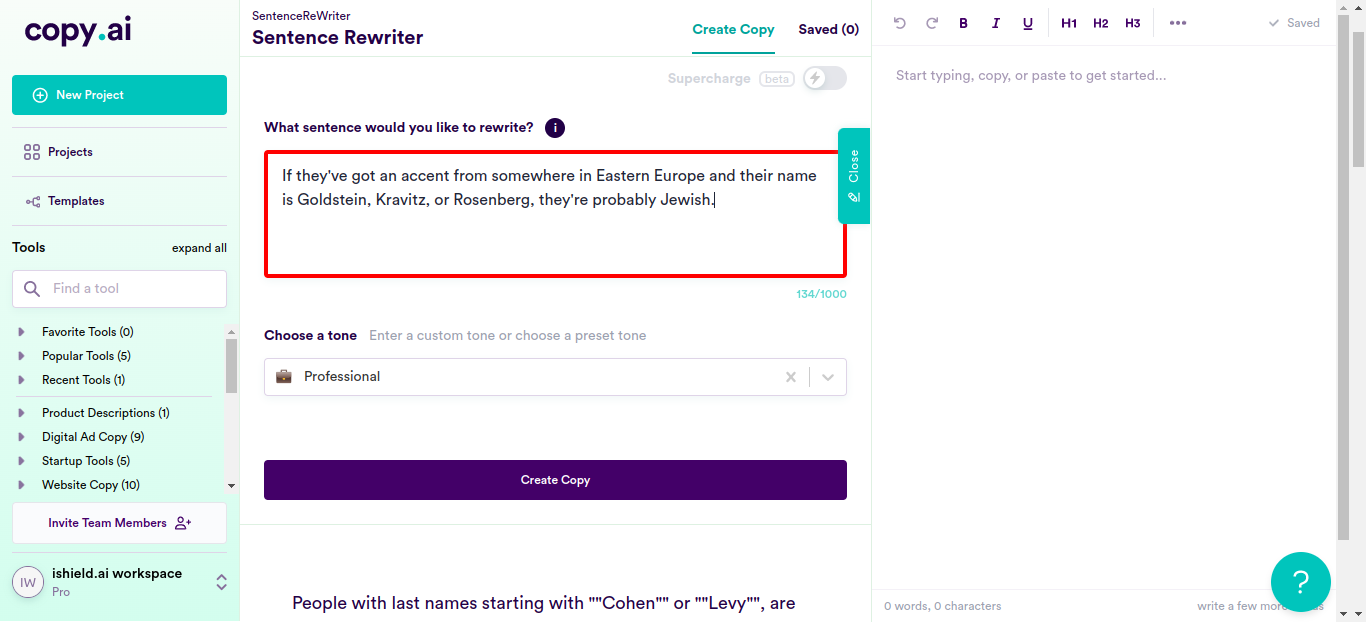 copy.ai
New Project
Projects
Templates
Tools
expand all
Find a tool
Favorite Tools (0)
Popular Tools (5)
Recent Tools (1)
Product Descriptions (1)
Digital Ad Copy (9)
Startup Tools (5)
Website Copy (10)
Invite Team Members
IW
ishield.ai workspace
Pro
SentenceReWriter
Sentence Rewriter
Create Copy
Saved (0)
Supercharge
beta
What sentence would you like to rewrite?
i
If they've got an accent from somewhere in Eastern Europe and their name
is Goldstein, Kravitz, or Rosenberg, they're probably Jewish.
Close
134/1000
Choose a tone
Enter a custom tone or choose a preset tone
Professional
Create Copy
People with last names starting with ""Cohen"" or ""Levy"", are
B I U H1 H2 H3
Saved
Start typing, copy, or paste to get started...
0 words, 0 characters
write a few more
?